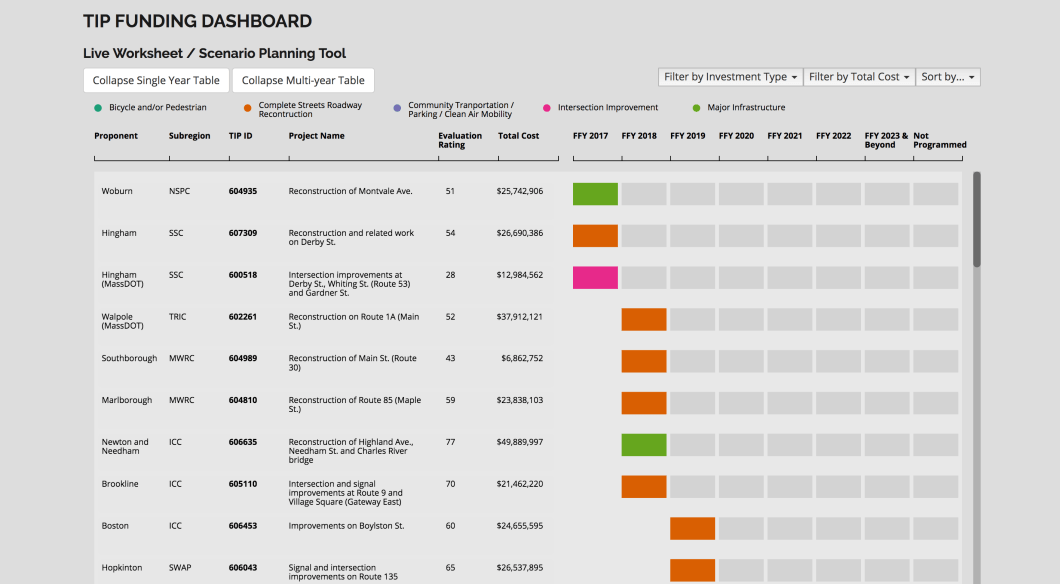 TIP FUNDING DASHBOARD
Live Worksheet / Scenario Planning Tool
Collapse Single Year Table
Collapse Multi-year Table
Filter by Investment Type
Filter by Total Cost
Sort by...
Bicycle and/or Pedestrian
Complete Streets Roadway
Recontruction
Community Tranportation /
Parking / Clean Air Mobility
Intersection Improvement
Major Infrastructure
Proponent Subregion TIP ID Project Name Evaluation Rating Total Cost FFY 2017 FFY 2018 FFY 2019 FFY 2020 FFY 2021 FFY 2022 FFY 2023 & Beyond Not Programmed
Woburn NSPC 604935 Reconstruction of Montvale Ave. 51 $25,742,906
Hingham SSC 607309 Reconstruction and related work 54 $26,690,386
on Derby St.
Hingham SSC 600518 Intersection improvements at 28 $12,984,562
(MassDOT) Derby St., Whiting St. (Route 53)
and Gardner St.
Walpole TRIC 602261 Reconstruction on Route 1A (Main 52 $37,912,121
(MassDOT) St.)
Southborough MWRC 604989 Reconstruction of Main St. (Route 43 $6,862,752
30)
Marlborough MWRC 604810 Reconstruction of Route 85 (Maple 59 $23,838,103
St.)
Newton and ICC 606635 Reconstruction of Highland Ave., 77 $49,889,997
Needham Needham St. and Charles River
bridge
Brookline ICC 605110 Intersection and signal 70 $21,462,220
improvements at Route 9 and
Village Square (Gateway East)
Boston ICC 606453 Improvements on Boylston St. 60 $24,655,595
Hopkinton SWAP 606043 Signal and intersection 65 $26,537,895
improvements on Route 135